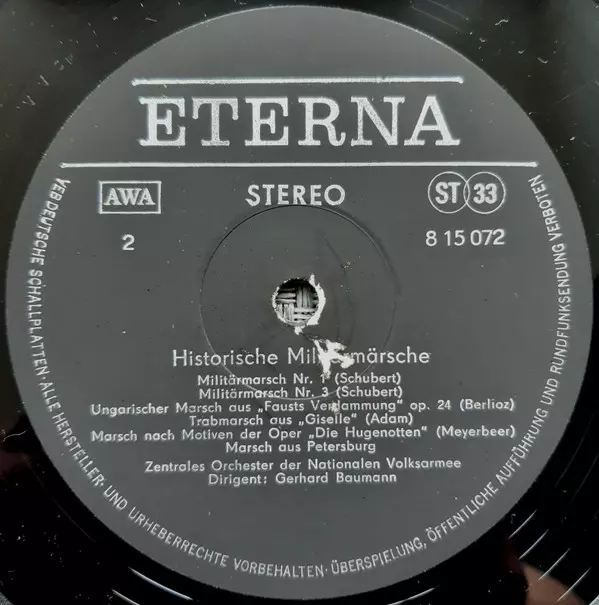 ETERNA
AWA STEREO ST 33
2 8 15 072
Historische märsche
Militärmarsch Nr. 1 (Schubert)
Militärmarsch Nr. 3 (Schubert)
Ungarischer Marsch aus „Fausts Verdammung" op. 24 (Berlioz)
Trabmarsch aus „Giselle" (Adam)
Marsch nach Motiven der Oper „Die Hugenotten" (Meyerbeer)
Marsch aus Petersburg
Zentrales Orchester der Nationalen Volksarmee
Dirigent: Gerhard Baumann
VEB DEUTSCHE SCHALLPLATTEN · ALLE HERSTELLER- UND URHEBERRECHTE VORBEHALTEN · ÜBERSPIELUNG, ÖFFENTLICHE AUFFÜHRUNG UND RUNDFUNKSENDUNG VERBOTEN